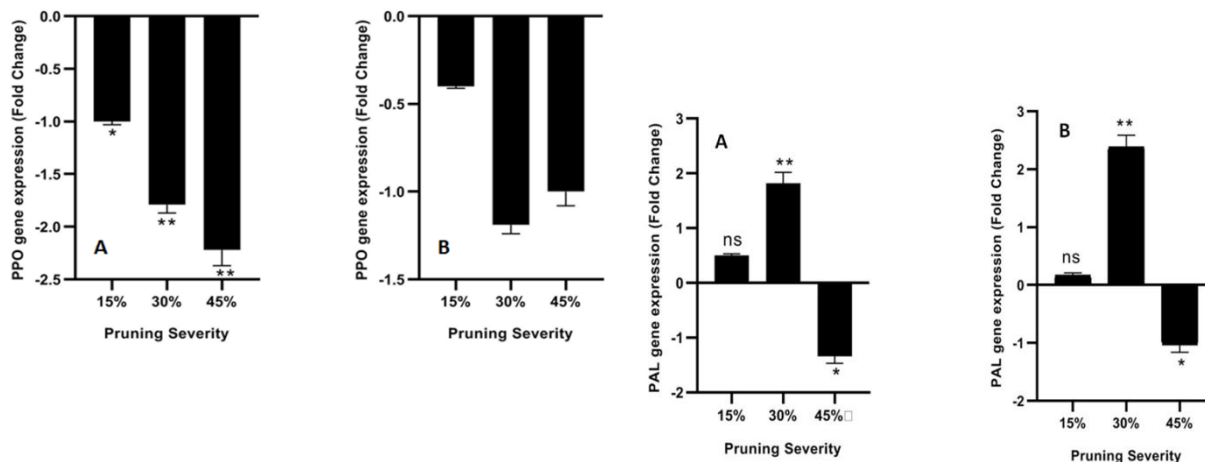 PPO gene expression (Fold Change)
0.0
-0.5
-1.0
-1.5
-2.0
-2.5
*
**
**
A
15% 30% 45%
Pruning Severity
PPO gene expression (Fold Change)
0.0
-0.5
-1.0
-1.5
B
15% 30% 45%
Pruning Severity
PAL gene expression (Fold Change)
3
2
1
0
-1
-2
A
ns
**
*
15% 30% 45%□
Pruning Severity
PAL gene expression (Fold Change)
3
2
1
0
-1
-2
B
ns
**
*
15% 30% 45%
Pruning Severity